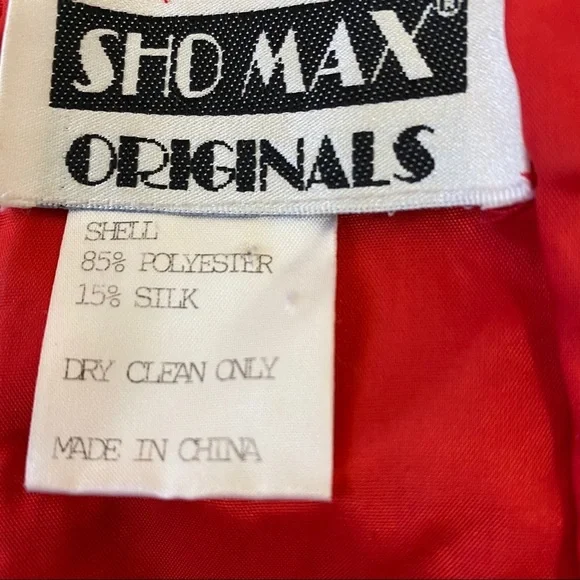 SHO MAX®
ORIGINALS
SHELL
85% POLYESTER
15% SILK
DRY CLEAN ONLY
MADE IN CHINA